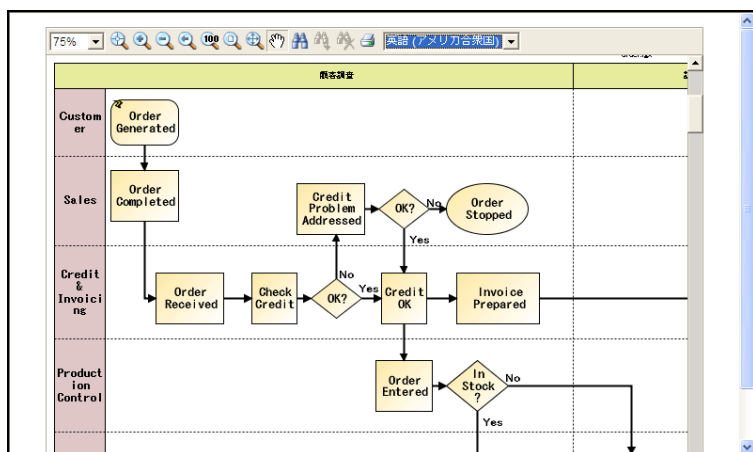 75%
100
英語 (アメリカ合衆国)
顧客調査
Custom
er
Order
Generated
Sales
Order
Completed
Credit
Problem
Addressed
OK?
No
Order
Stopped
Yes
Credit
&
Invoici
ng
Order
Received
Check
Credit
OK?
No
Yes
Credit
OK
Invoice
Prepared
Product
ion
Control
Order
Entered
In
Stock
?
No
Yes